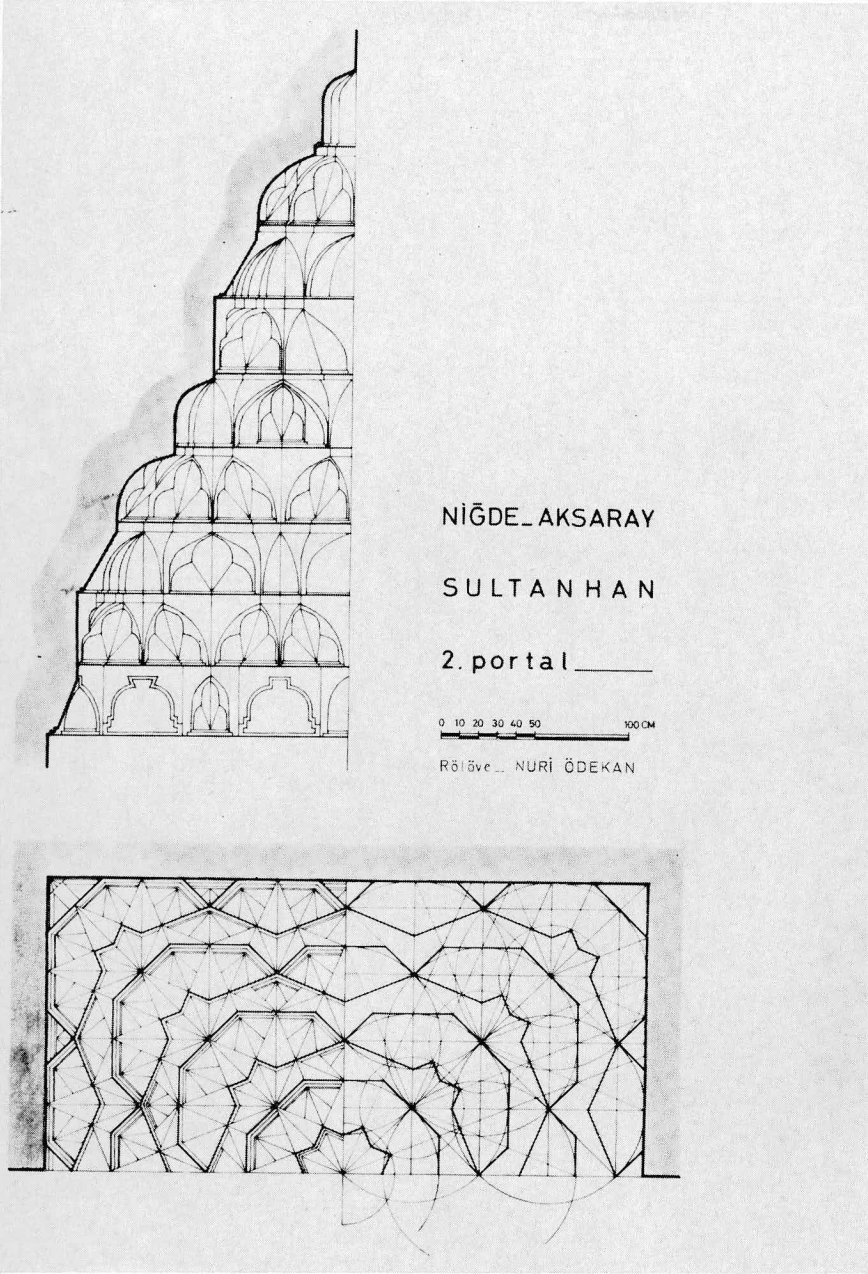 NİĞDE_AKSARAY
SULTANHAN
2. portal
0 10 20 30 40 50 100 CM
Rölöve_ NURİ ÖDEKAN